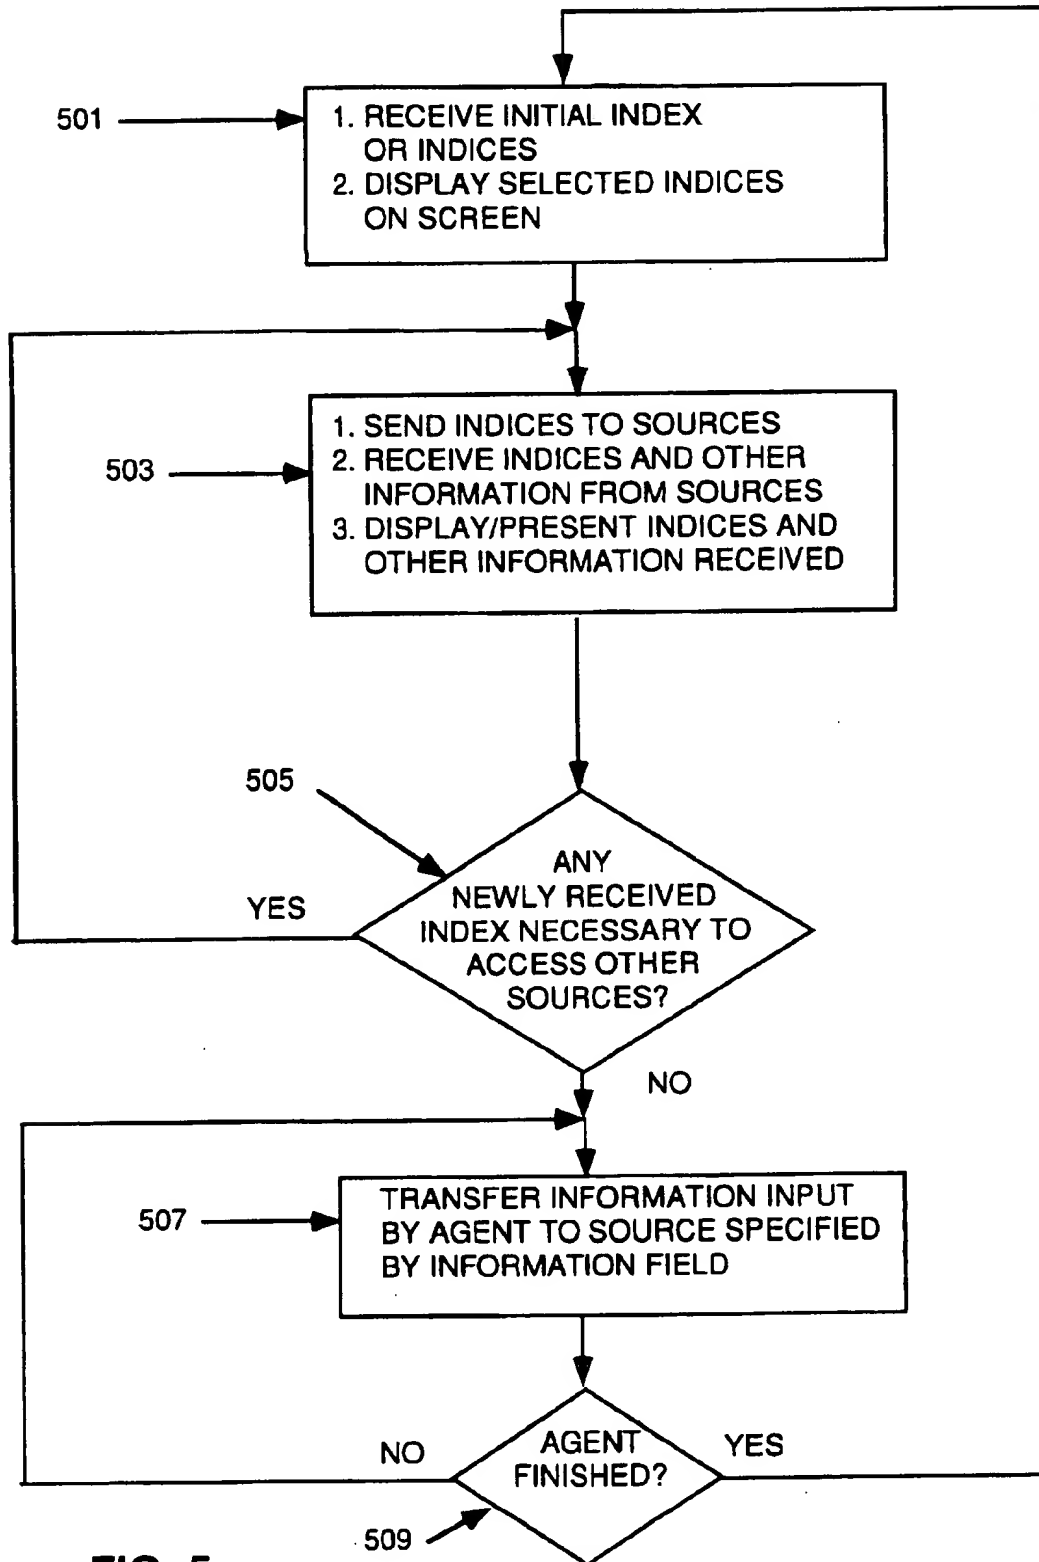 501
1. RECEIVE INITIAL INDEX
OR INDICES
2. DISPLAY SELECTED INDICES
ON SCREEN
503
1. SEND INDICES TO SOURCES
2. RECEIVE INDICES AND OTHER
INFORMATION FROM SOURCES
3. DISPLAY/PRESENT INDICES AND
OTHER INFORMATION RECEIVED
505
YES
ANY
NEWLY RECEIVED
INDEX NECESSARY TO
ACCESS OTHER
SOURCES?
NO
507
TRANSFER INFORMATION INPUT
BY AGENT TO SOURCE SPECIFIED
BY INFORMATION FIELD
NO
AGENT
FINISHED?
YES
509